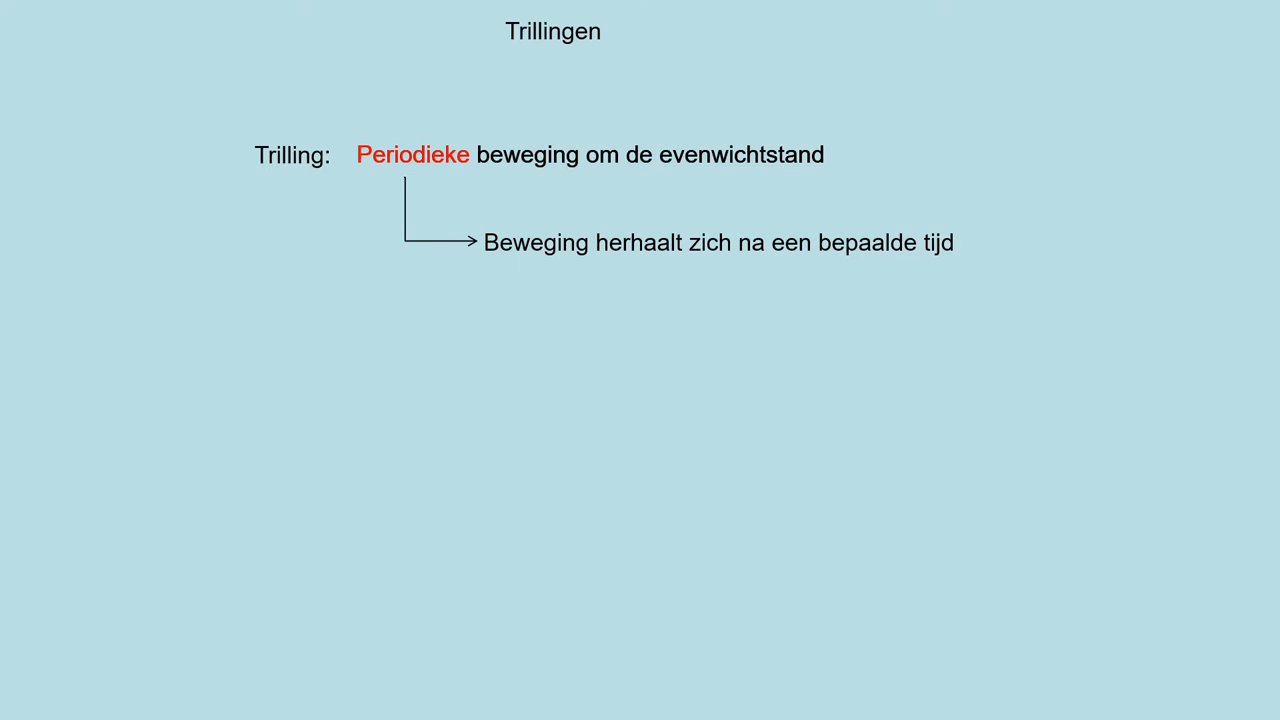 Trillingen
Trilling: Periodieke beweging om de evenwichtstand
Beweging herhaalt zich na een bepaalde tijd